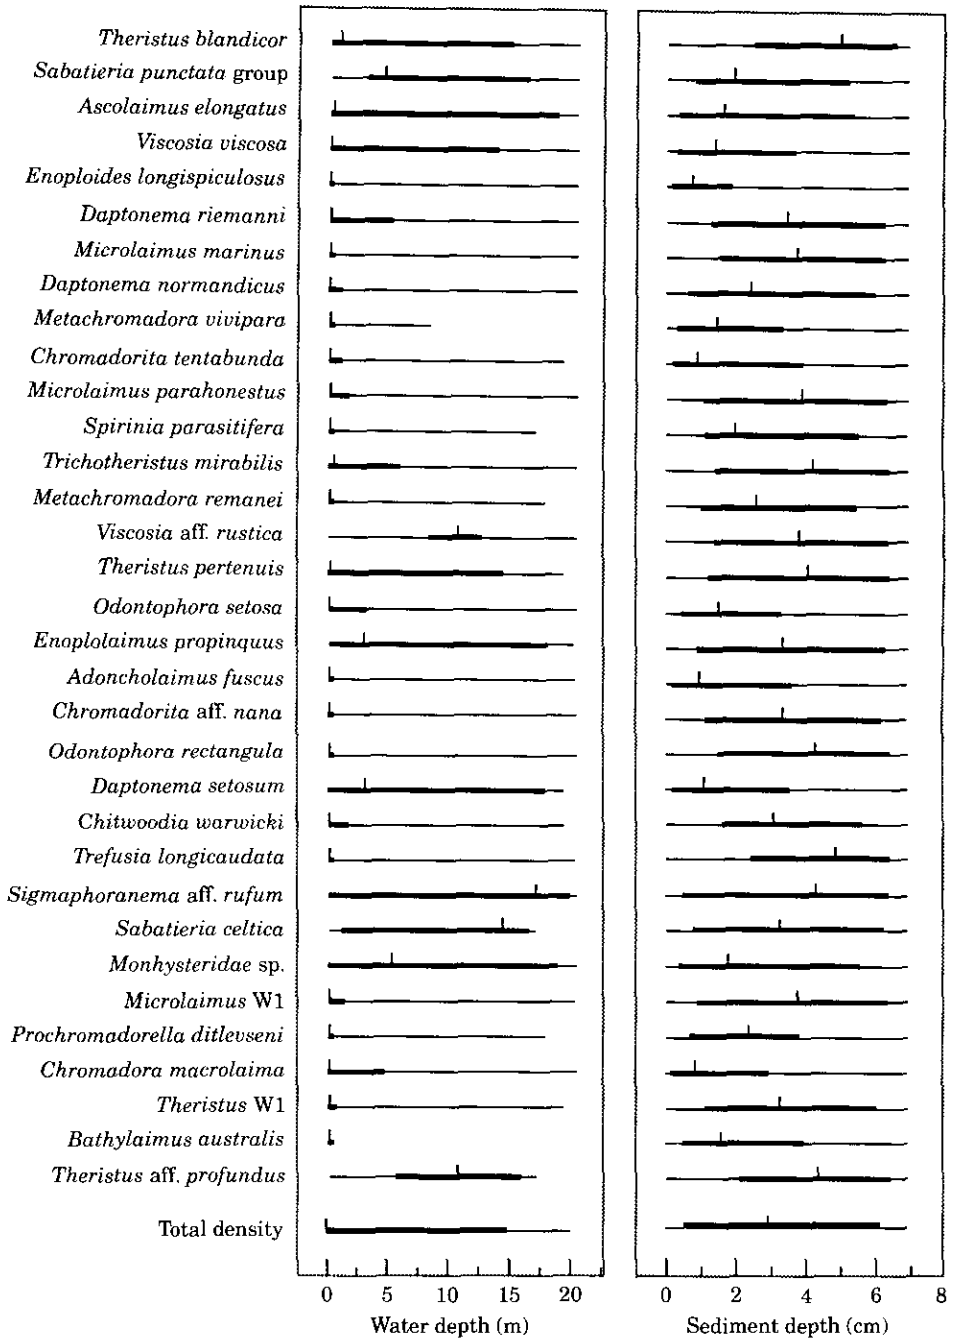 Theristus blandicor
Sabatieria punctata group
Ascolaimus elongatus
Viscosia viscosa
Enoploides longispiculosus
Daptonema riemanni
Microlaimus marinus
Daptonema normandicus
Metachromadora vivipara
Chromadorita tentabunda
Microlaimus parahonestus
Spirinia parasitifera
Trichotheristus mirabilis
Metachromadora remanei
Viscosia aff. rustica
Theristus pertenuis
Odontophora setosa
Enoplolaimus propinquus
Adoncholaimus fuscus
Chromadorita aff. nana
Odontophora rectangula
Daptonema setosum
Chitwoodia warwicki
Trefusia longicaudata
Sigmaphoranema aff. rufum
Sabatieria celtica
Monhysteridae sp.
Microlaimus W1
Prochromadorella ditlevseni
Chromadora macrolaima
Theristus W1
Bathylaimus australis
Theristus aff. profundus
Total density
0 5 10 15 20 0 2 4 6 8
Water depth (m) Sediment depth (cm)